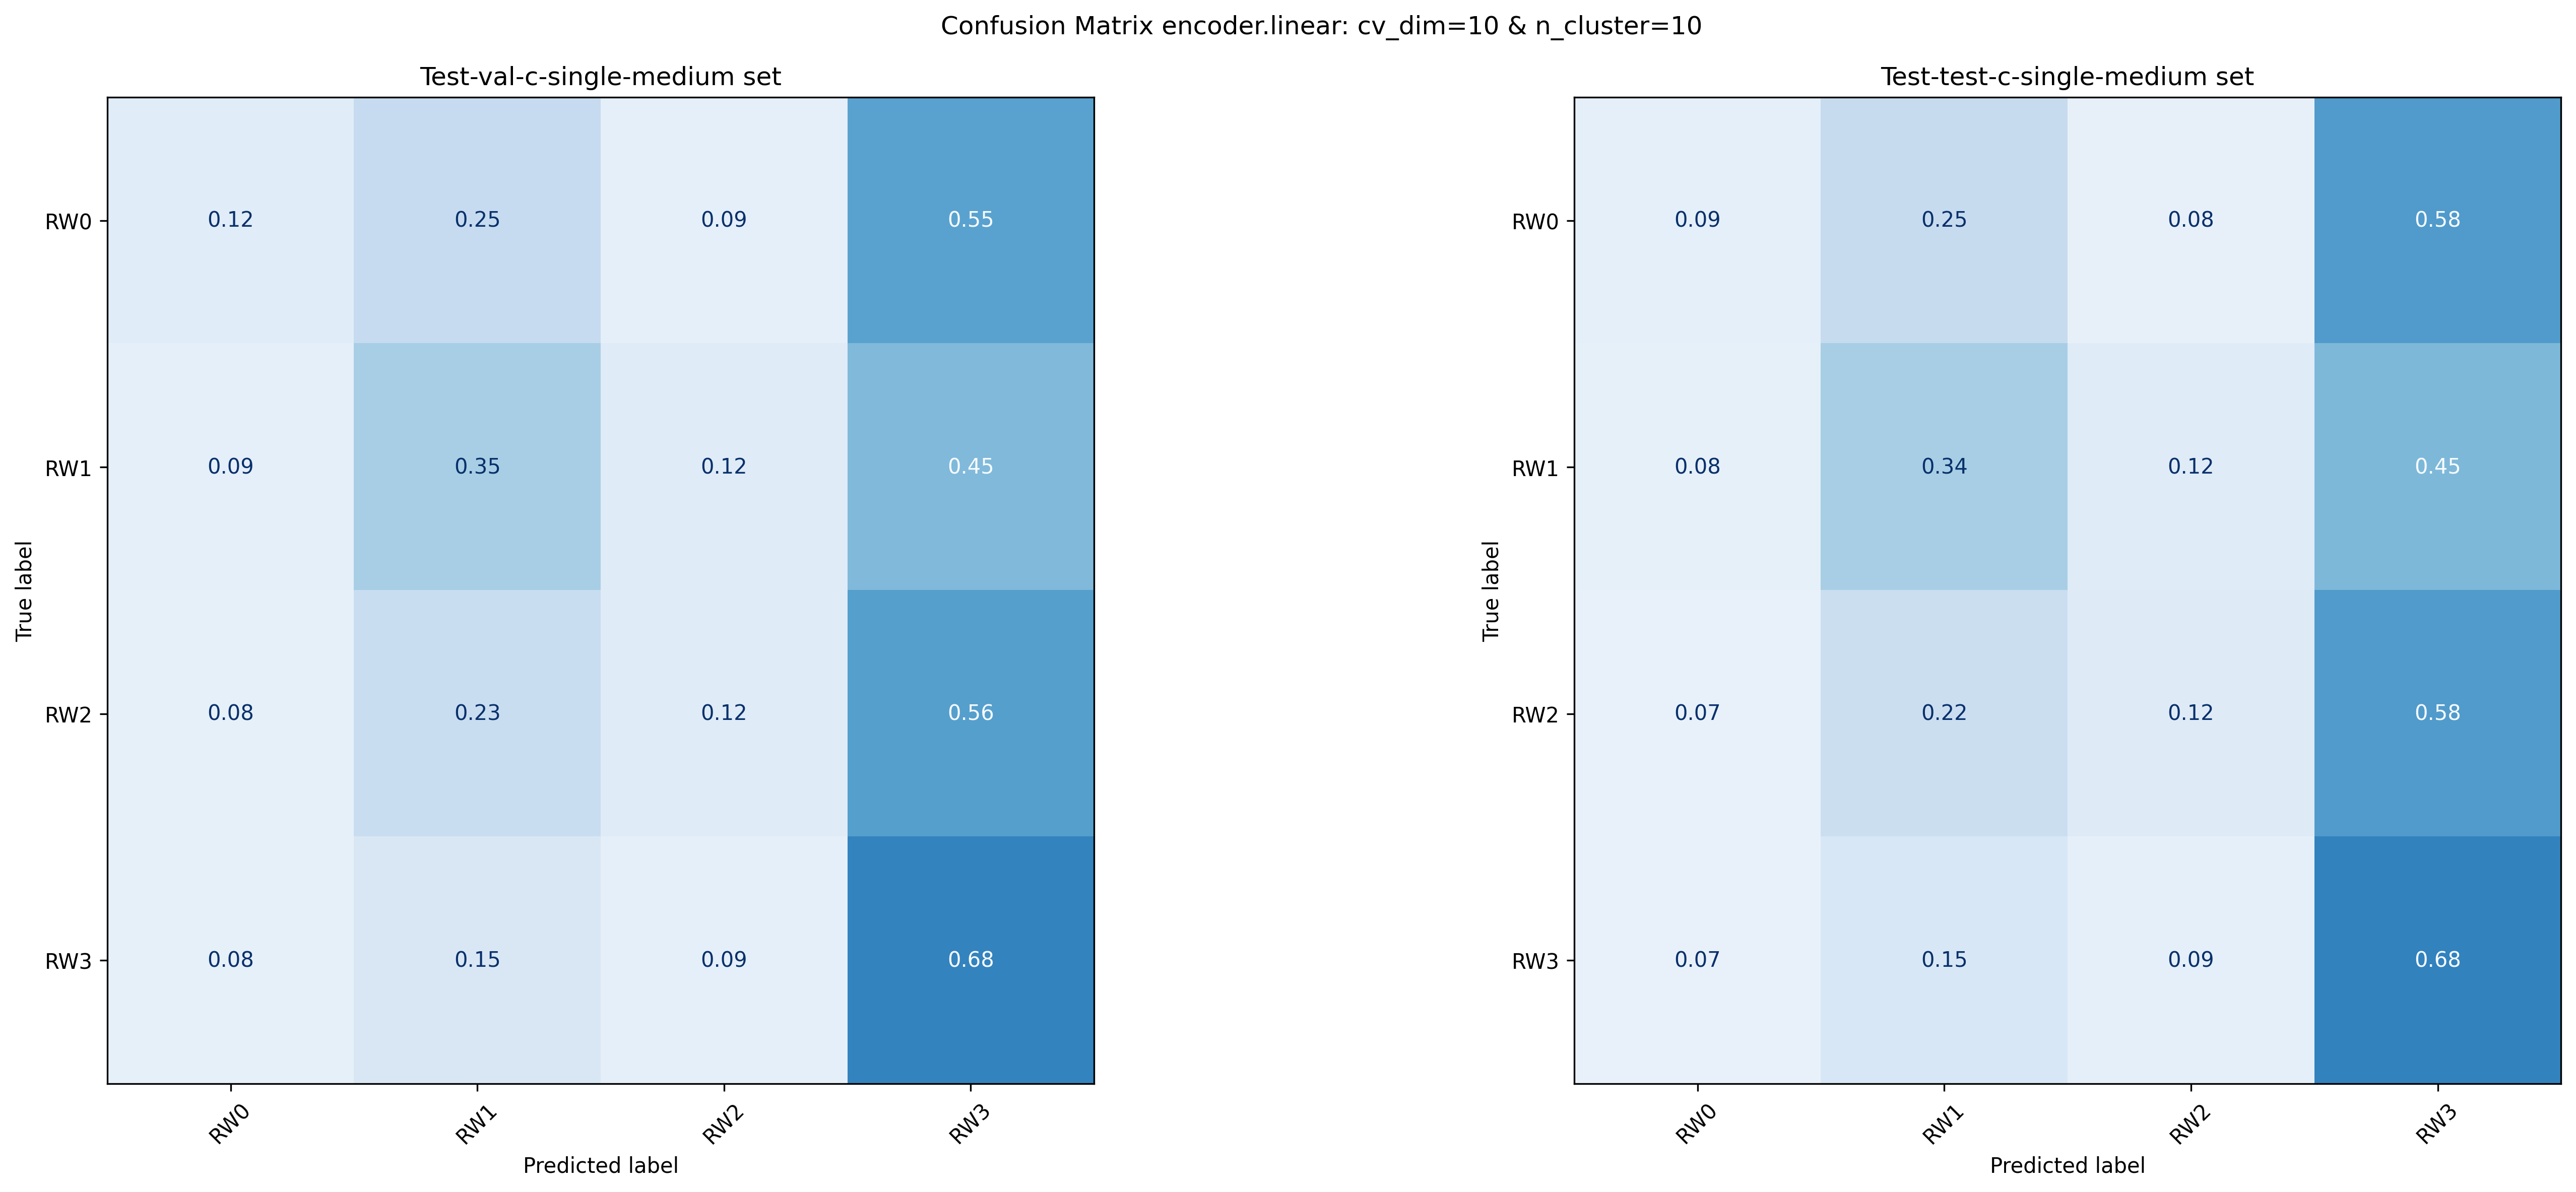 Confusion Matrix encoder.linear: cv_dim=10 & n_cluster=10
Test-val-c-single-medium set
True label
RW0 0.12 0.25 0.09 0.55
RW1 0.09 0.35 0.12 0.45
RW2 0.08 0.23 0.12 0.56
RW3 0.08 0.15 0.09 0.68
RW0 RW1 RW2 RW3
Predicted label
Test-test-c-single-medium set
True label
RW0 0.09 0.25 0.08 0.58
RW1 0.08 0.34 0.12 0.45
RW2 0.07 0.22 0.12 0.58
RW3 0.07 0.15 0.09 0.68
RW0 RW1 RW2 RW3
Predicted label